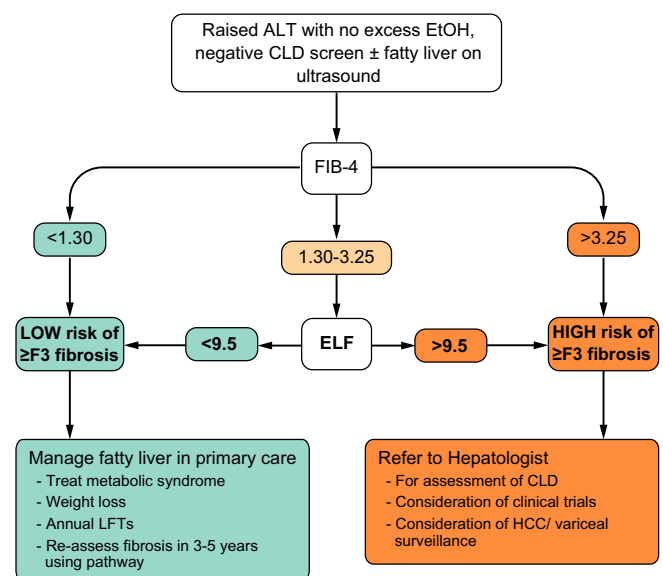 Raised ALT with no excess EtOH,
negative CLD screen ± fatty liver on
ultrasound
FIB-4
<1.30
1.30-3.25
>3.25
LOW risk of
≥F3 fibrosis
<9.5
ELF
>9.5
HIGH risk of
≥F3 fibrosis
Manage fatty liver in primary care
- Treat metabolic syndrome
- Weight loss
- Annual LFTs
- Re-assess fibrosis in 3-5 years
using pathway
Refer to Hepatologist
- For assessment of CLD
- Consideration of clinical trials
- Consideration of HCC/ variceal
surveillance